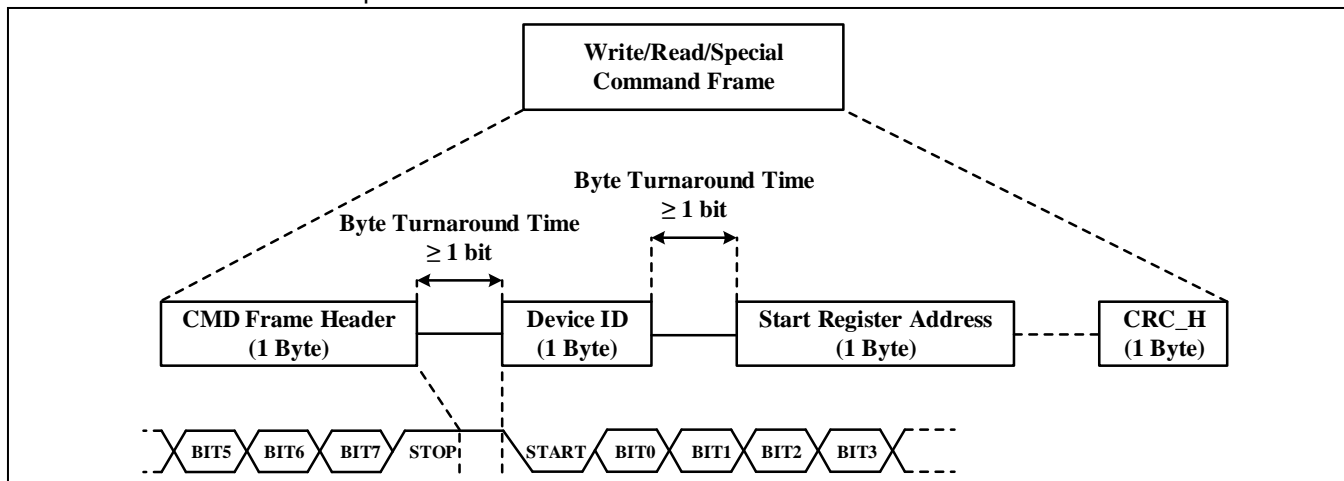 Write/Read/Special
Command Frame
Byte Turnaround Time
≥ 1 bit
Byte Turnaround Time
≥ 1 bit
CMD Frame Header
(1 Byte)
Device ID
(1 Byte)
Start Register Address
(1 Byte)
CRC_H
(1 Byte)
BIT5 BIT6 BIT7 STOP START BIT0 BIT1 BIT2 BIT3